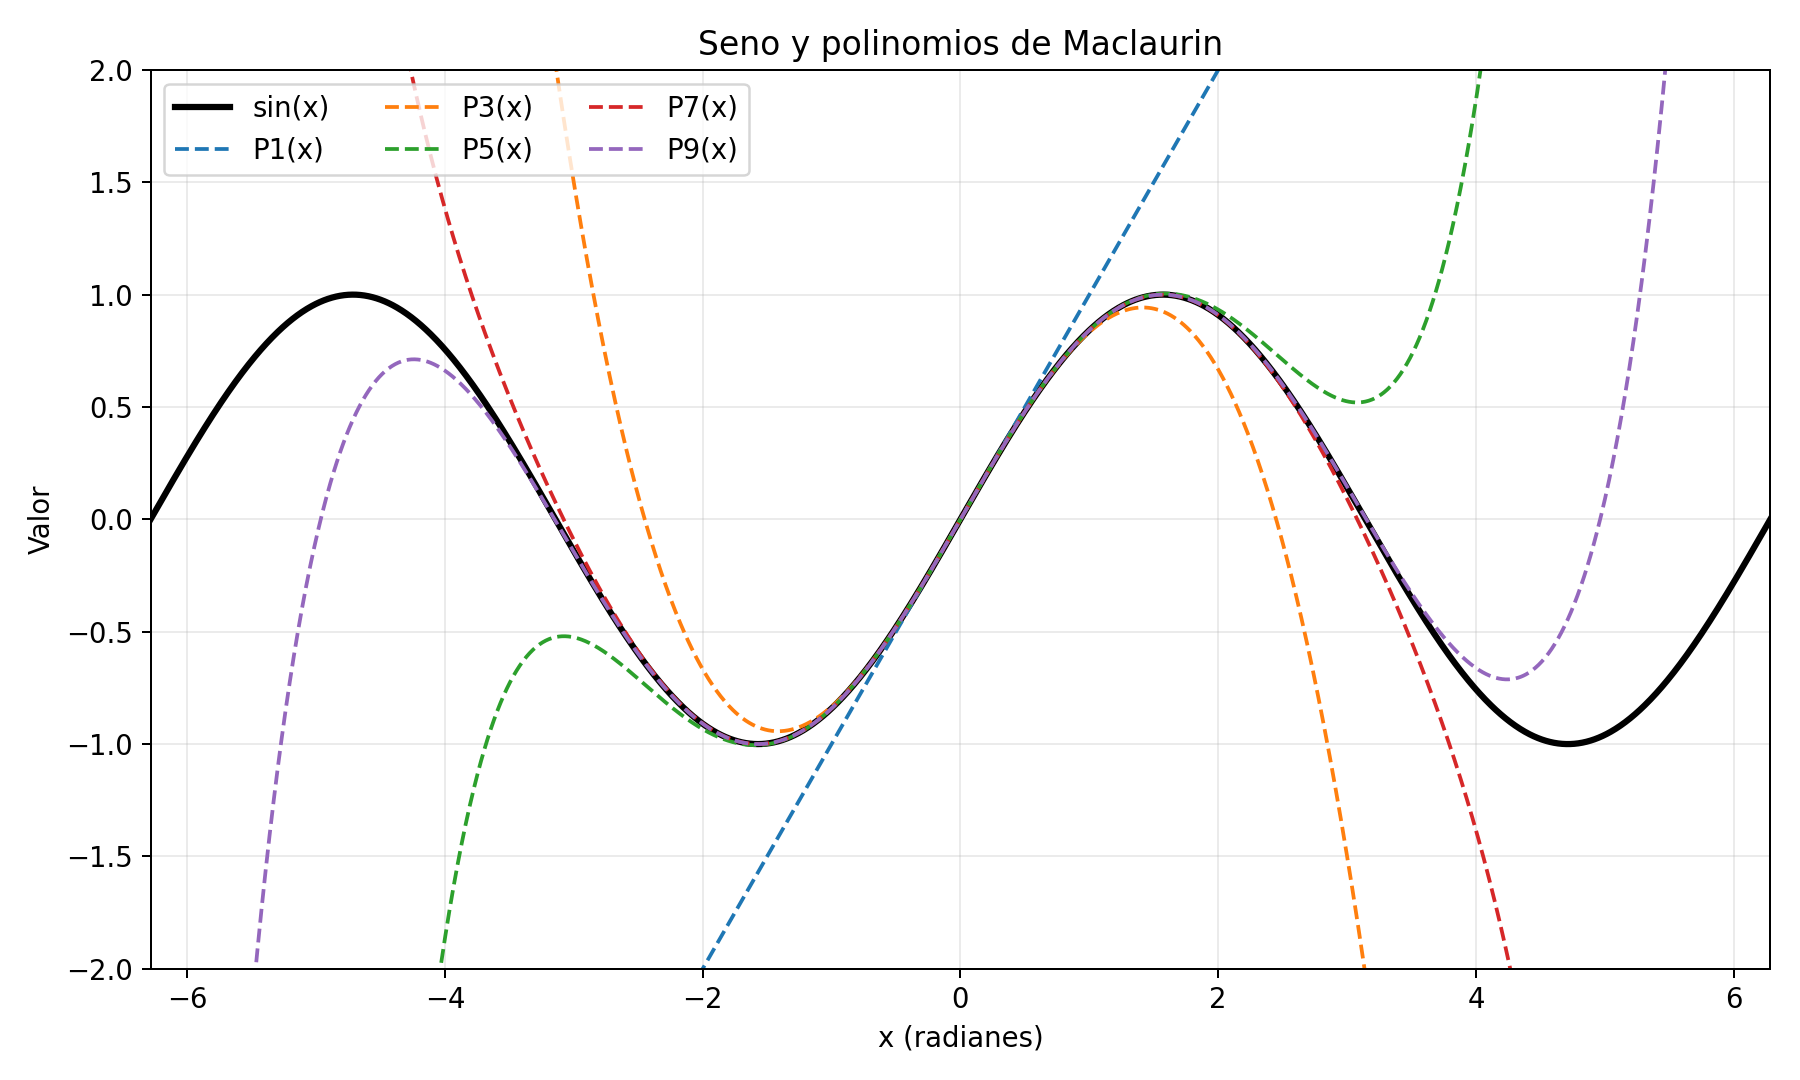 Seno y polinomios de Maclaurin
2.0
1.5
1.0
0.5
0.0
−0.5
−1.0
−1.5
−2.0
Valor
sin(x)
P1(x)
P3(x)
P5(x)
P7(x)
P9(x)
−6 −4 −2 0 2 4 6
x (radianes)